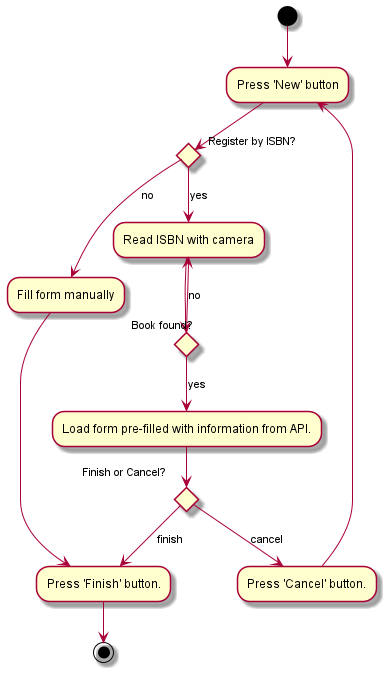 Press 'New' button
Register by ISBN?
no
yes
Read ISBN with camera
Fill form manually
no
Book found?
yes
Load form pre-filled with information from API.
Finish or Cancel?
finish
cancel
Press 'Finish' button.
Press 'Cancel' button.